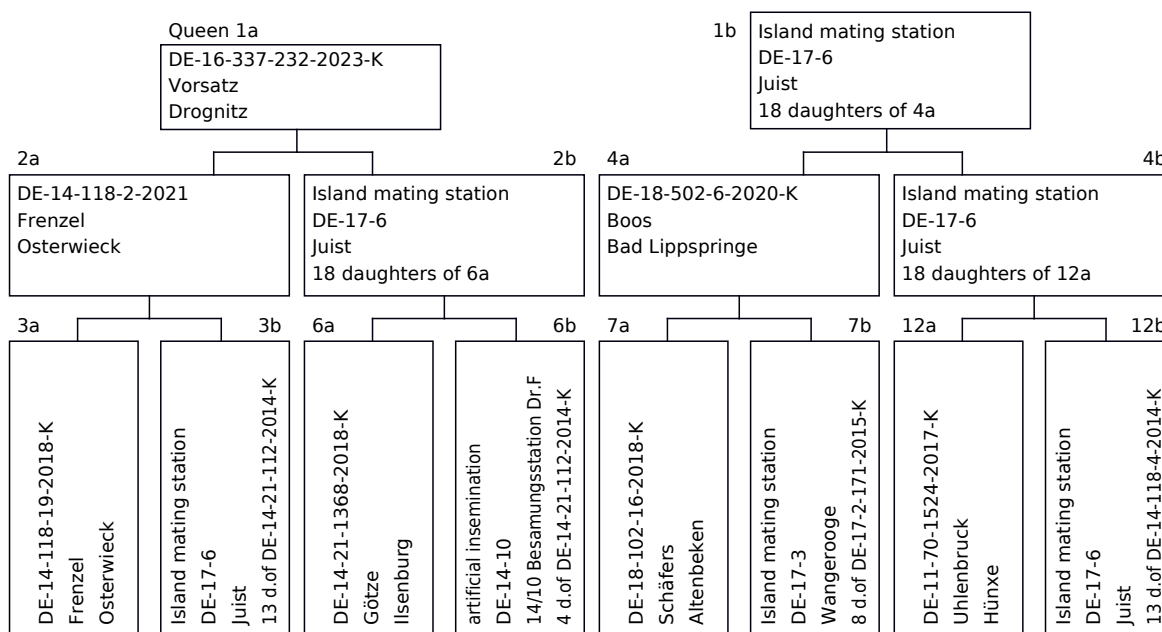 Queen 1a
DE-16-337-232-2023-K
Vorsatz
Drognitz
1b
Island mating station
DE-17-6
Juist
18 daughters of 4a
2a
DE-14-118-2-2021
Frenzel
Osterwieck
2b
Island mating station
DE-17-6
Juist
18 daughters of 6a
4a
DE-18-502-6-2020-K
Boos
Bad Lippspringe
4b
Island mating station
DE-17-6
Juist
18 daughters of 12a
3a
DE-14-118-19-2018-K
Frenzel
Osterwieck
3b
Island mating station
DE-17-6
Juist
13 d.of DE-14-21-112-2014-K
6a
DE-14-21-1368-2018-K
Götze
Ilsenburg
6b
artificial insemination
DE-14-10
14/10 Besamungsstation Dr.F
4 d.of DE-14-21-112-2014-K
7a
DE-18-102-16-2018-K
Schäfers
Altenbeken
7b
Island mating station
DE-17-3
Wangerooge
8 d.of DE-17-2-171-2015-K
12a
DE-11-70-1524-2017-K
Uhlenbruck
Hünxe
12b
Island mating station
DE-17-6
Juist
13 d.of DE-14-118-4-2014-K